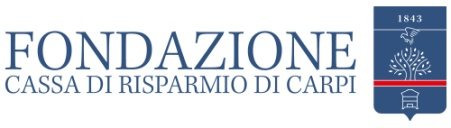 FONDAZIONE
CASSA DI RISPARMIO DI CARPI
1843